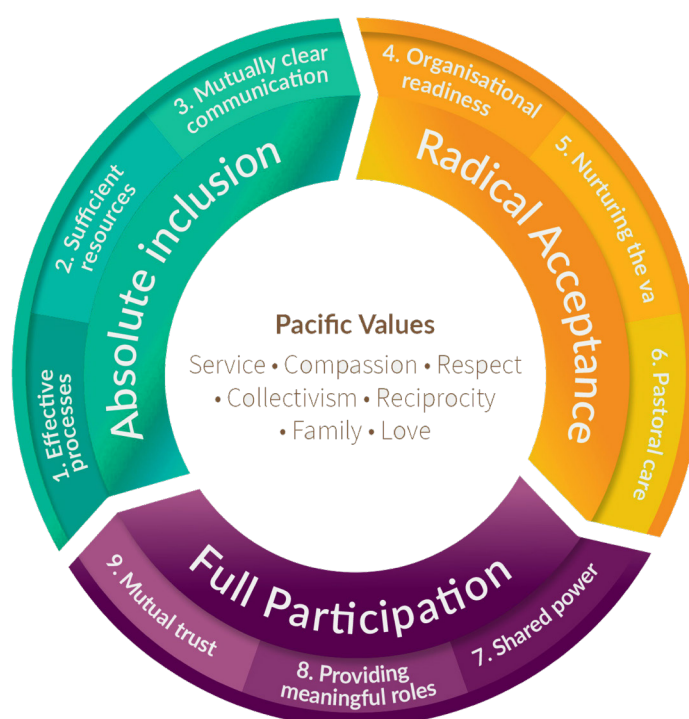 Absolute inclusion
1. Effective
processes
2. Sufficient
resources
3. Mutually clear
communication
Radical Acceptance
4. Organisational
readiness
5. Nurturing the va
6. Pastoral care
Full Participation
7. Shared power
8. Providing
meaningful roles
9. Mutual trust
Pacific Values
Service • Compassion • Respect
• Collectivism • Reciprocity
• Family • Love